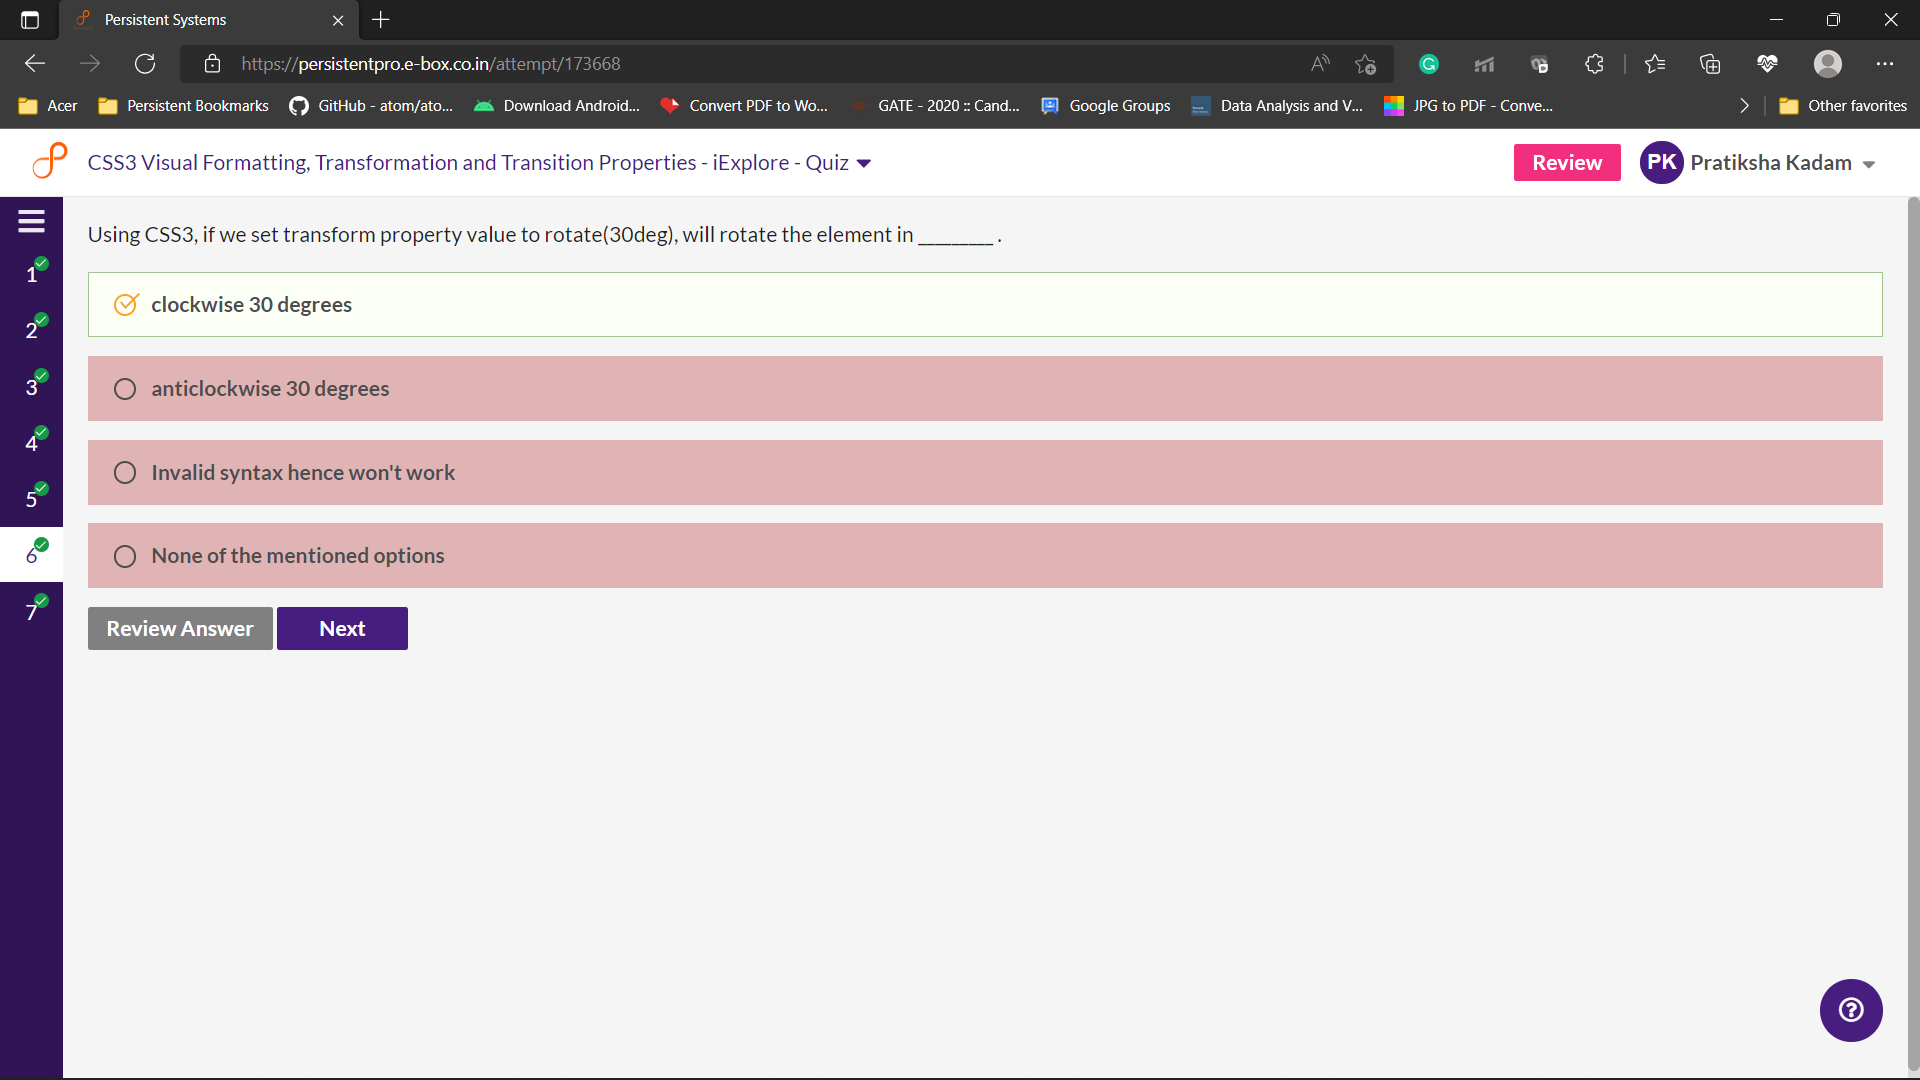 Persistent Systems
https://persistentpro.e-box.co.in/attempt/173668
Acer
Persistent Bookmarks
GitHub - atom/ato...
Download Android...
Convert PDF to Wo...
GATE - 2020 :: Cand...
Google Groups
Data Analysis and V...
JPG to PDF - Conve...
Other favorites
CSS3 Visual Formatting, Transformation and Transition Properties - iExplore - Quiz
Review
PK
Pratiksha Kadam
Using CSS3, if we set transform property value to rotate(30deg), will rotate the element in _________ .
1
clockwise 30 degrees
2
anticlockwise 30 degrees
3
4
Invalid syntax hence won't work
5
6
None of the mentioned options
7
Review Answer
Next